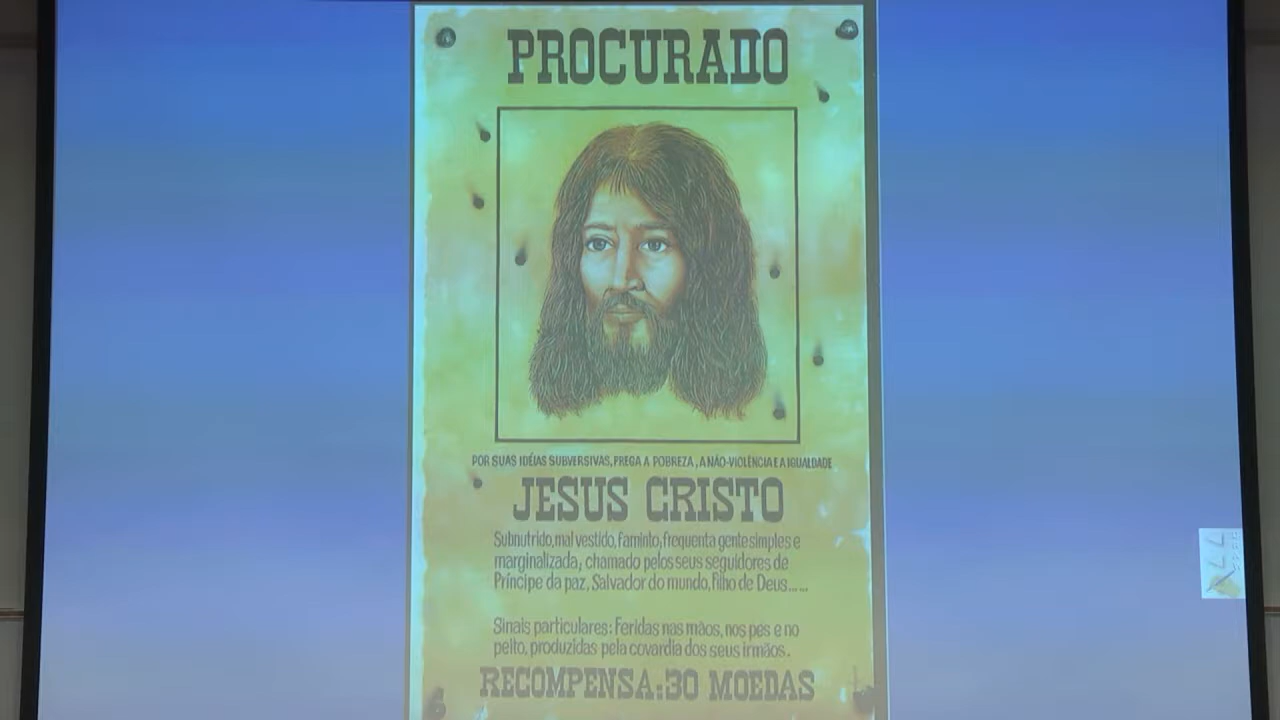 PROCURADO
POR SUAS IDÉIAS SUBVERSIVAS, PREGA A POBREZA, A NÃO-VIOLÊNCIA E A IGUALDADE
JESUS CRISTO
Subnutrido, mal vestido, faminto, frequenta gente simples e
marginalizada, chamado pelos seus seguidores de
Príncipe da paz, Salvador do mundo, Filho de Deus.....
Sinais particulares: Feridas nas mãos, nos pes e no
peito, produzidas pela covardia dos seus irmãos.
RECOMPENSA: 30 MOEDAS